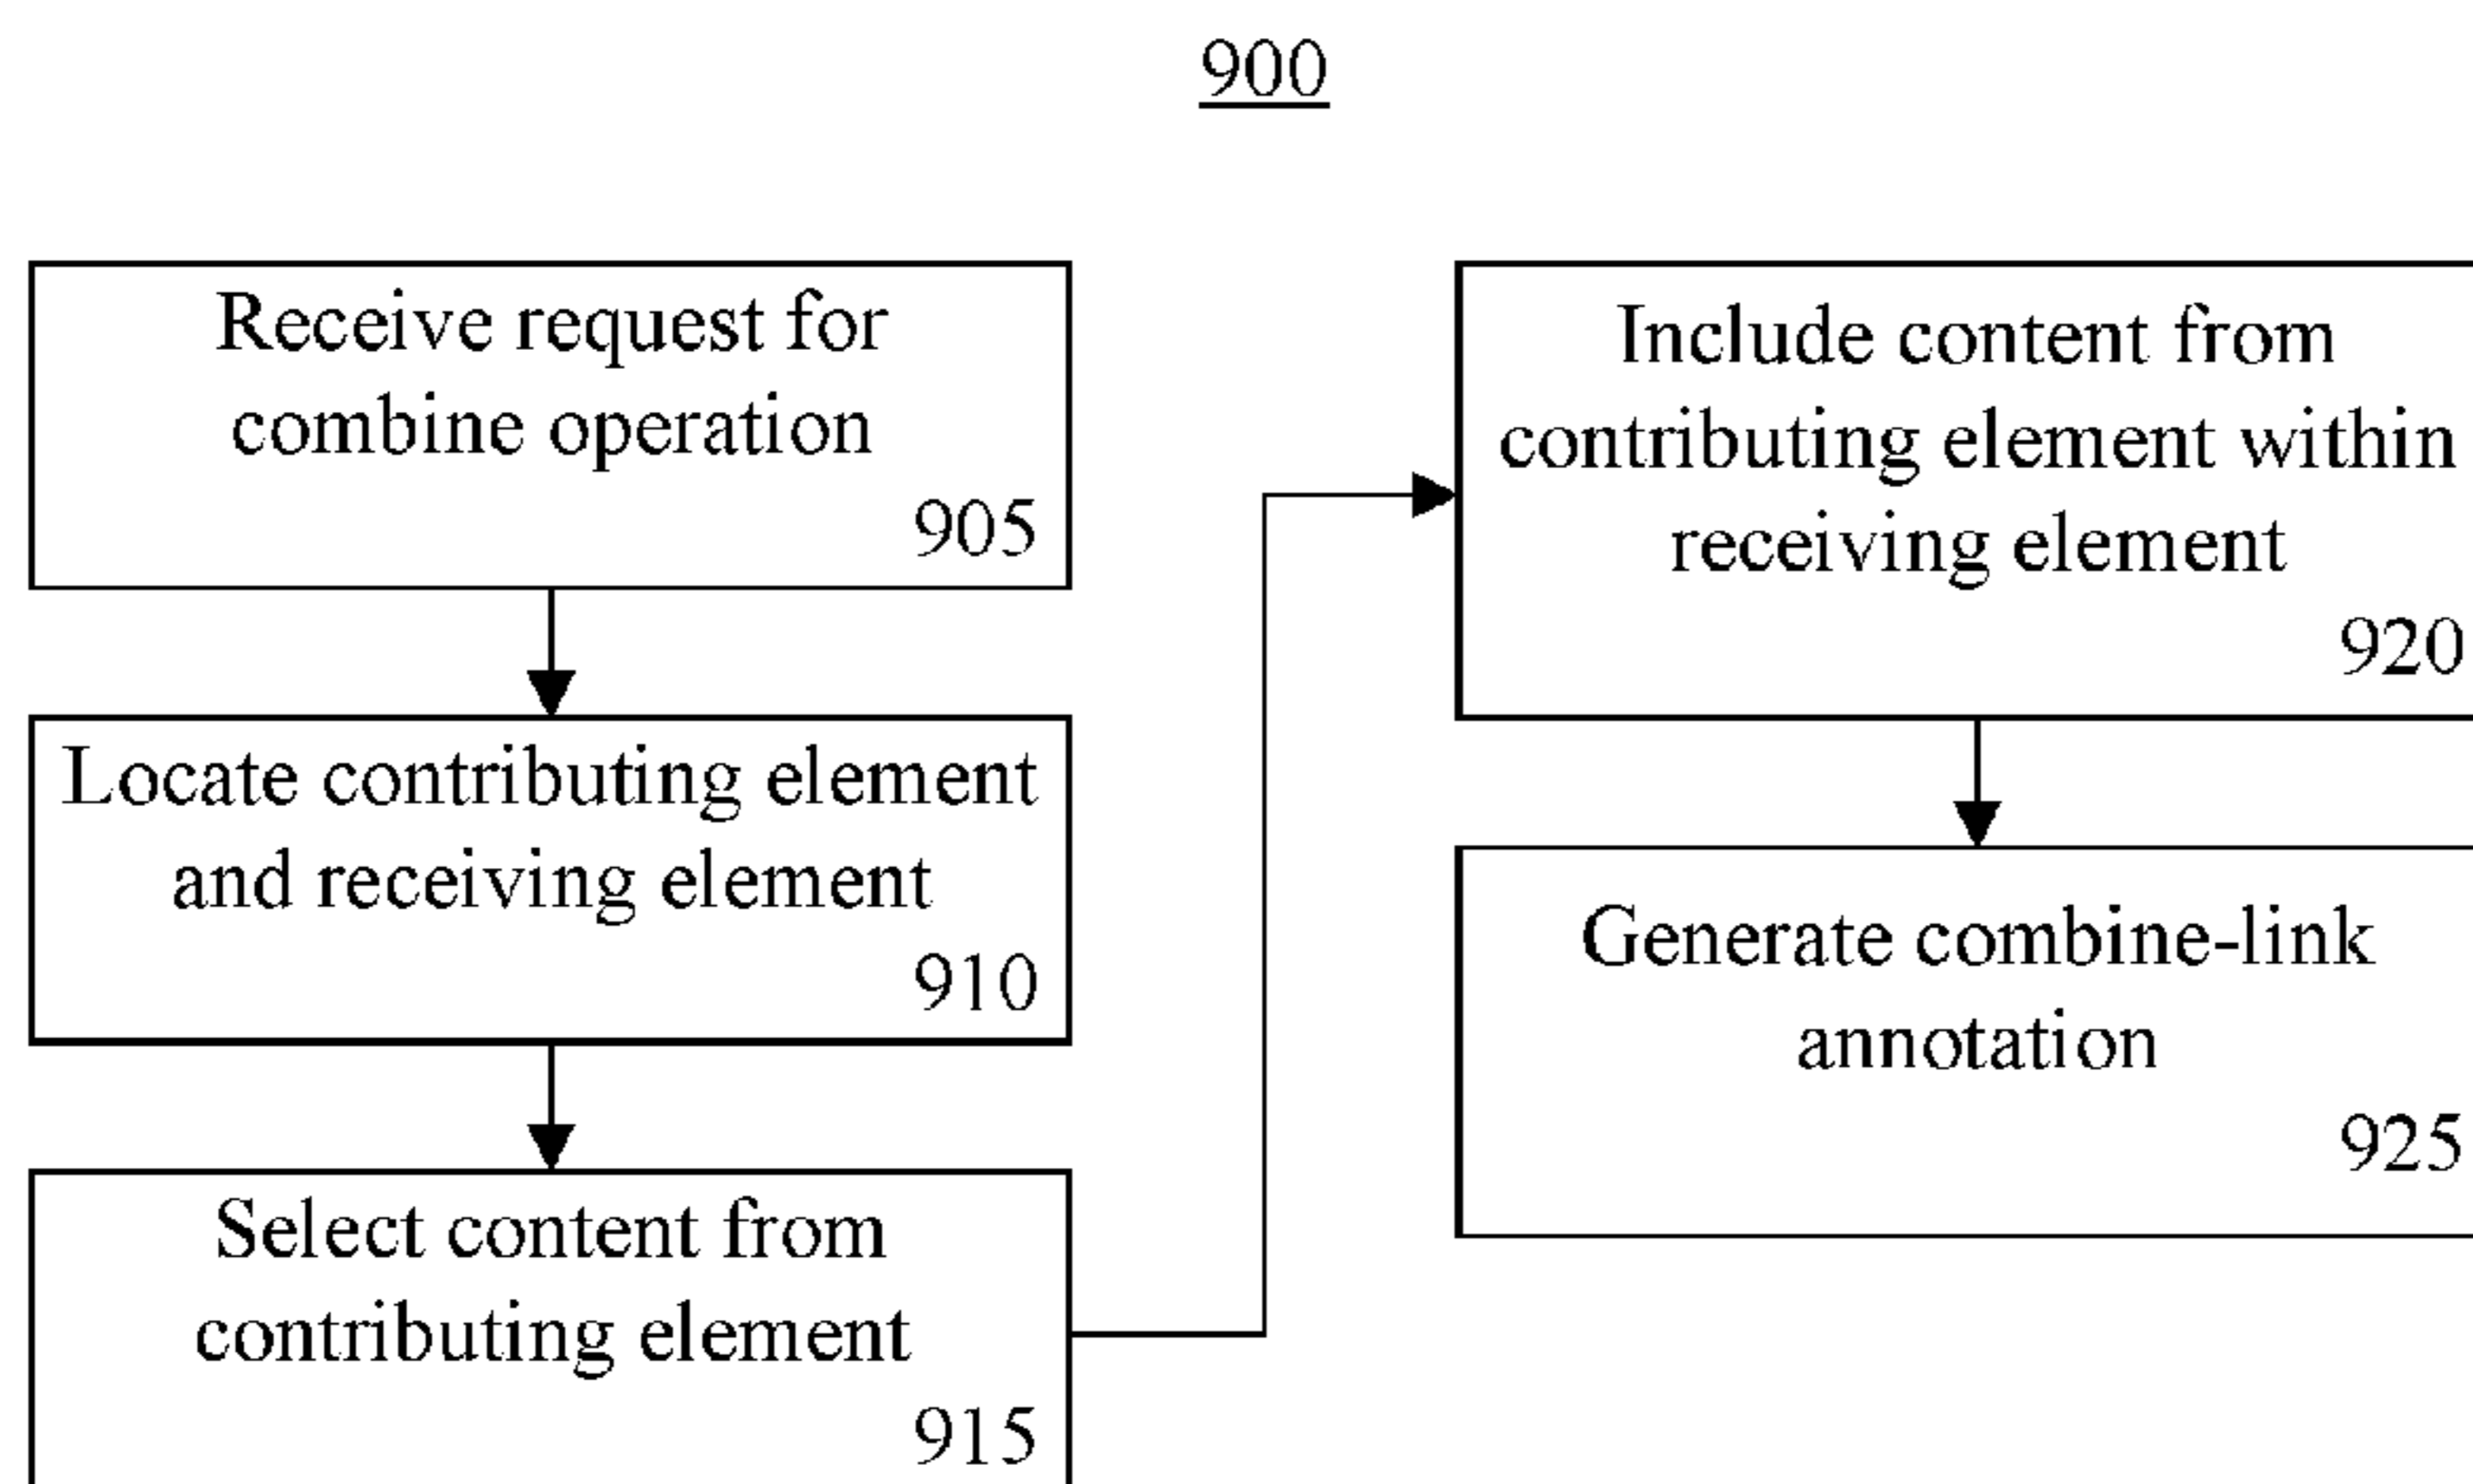 900
Receive request for
combine operation
905
Locate contributing element
and receiving element
910
Select content from
contributing element
915
Include content from
contributing element within
receiving element
920
Generate combine-link
annotation
925